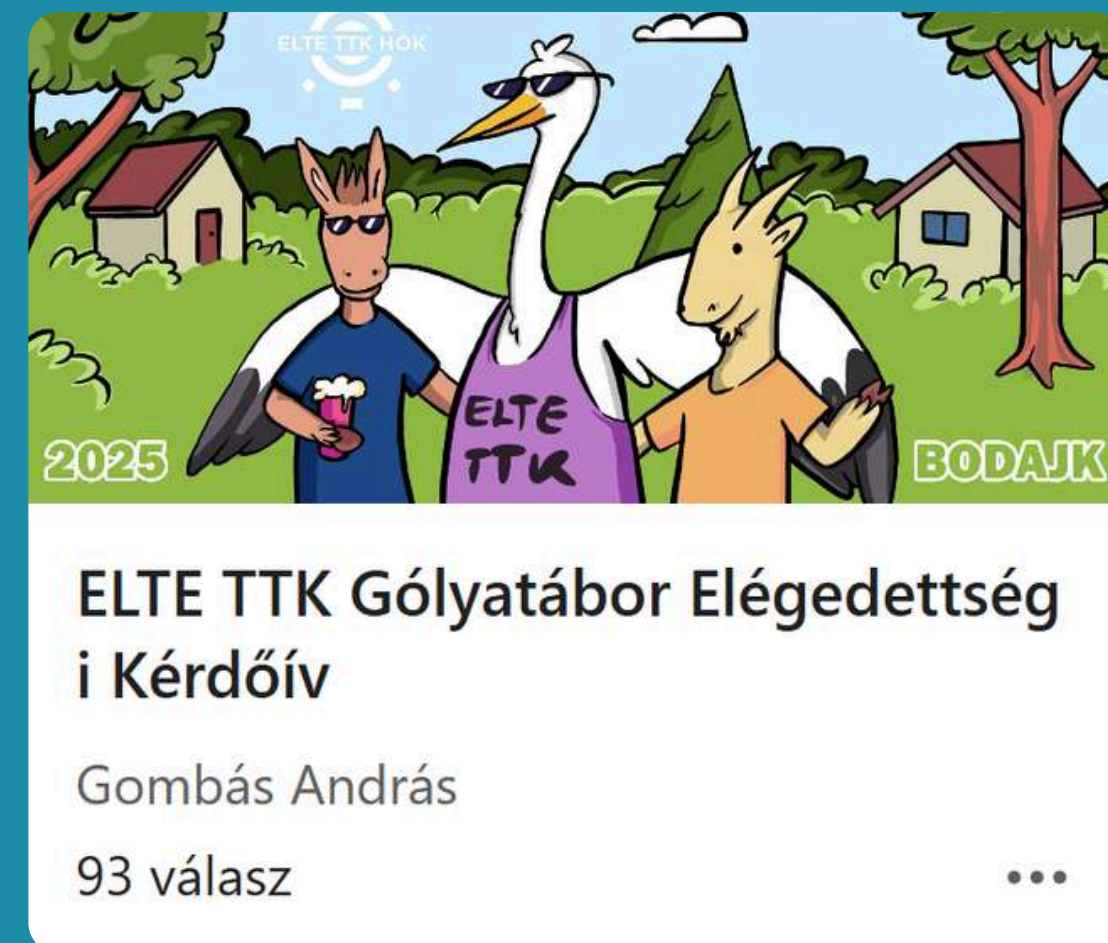 ELTE TTK HÖK
ELTE
TTK
2025
BODAJK
ELTE TTK Gólyatábor Elégedettség
i Kérdőív
Gombás András
93 válasz